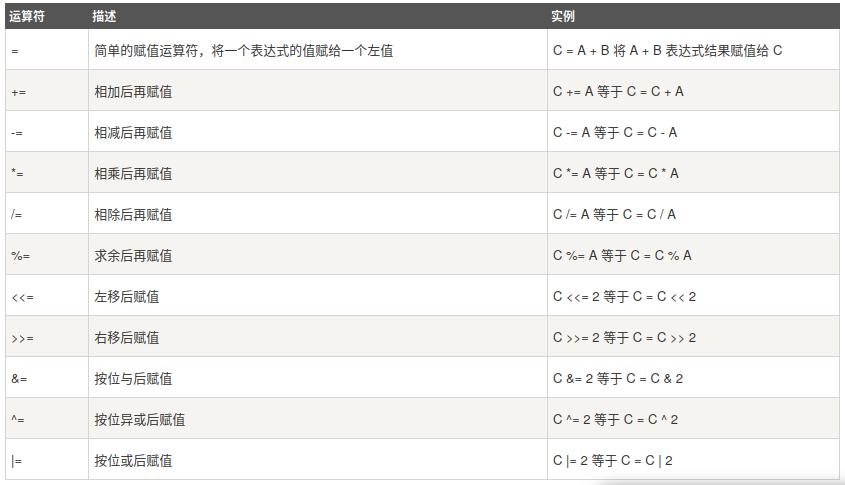 运算符 描述 实例
= 简单的赋值运算符，将一个表达式的值赋给一个左值 C = A + B 将 A + B 表达式结果赋值给 C
+= 相加后再赋值 C += A 等于 C = C + A
-= 相减后再赋值 C -= A 等于 C = C - A
*= 相乘后再赋值 C *= A 等于 C = C * A
/= 相除后再赋值 C /= A 等于 C = C / A
%= 求余后再赋值 C %= A 等于 C = C % A
<<= 左移后赋值 C <<= 2 等于 C = C << 2
>>= 右移后赋值 C >>= 2 等于 C = C >> 2
&= 按位与后赋值 C &= 2 等于 C = C & 2
^= 按位异或后赋值 C ^= 2 等于 C = C ^ 2
|= 按位或后赋值 C |= 2 等于 C = C | 2